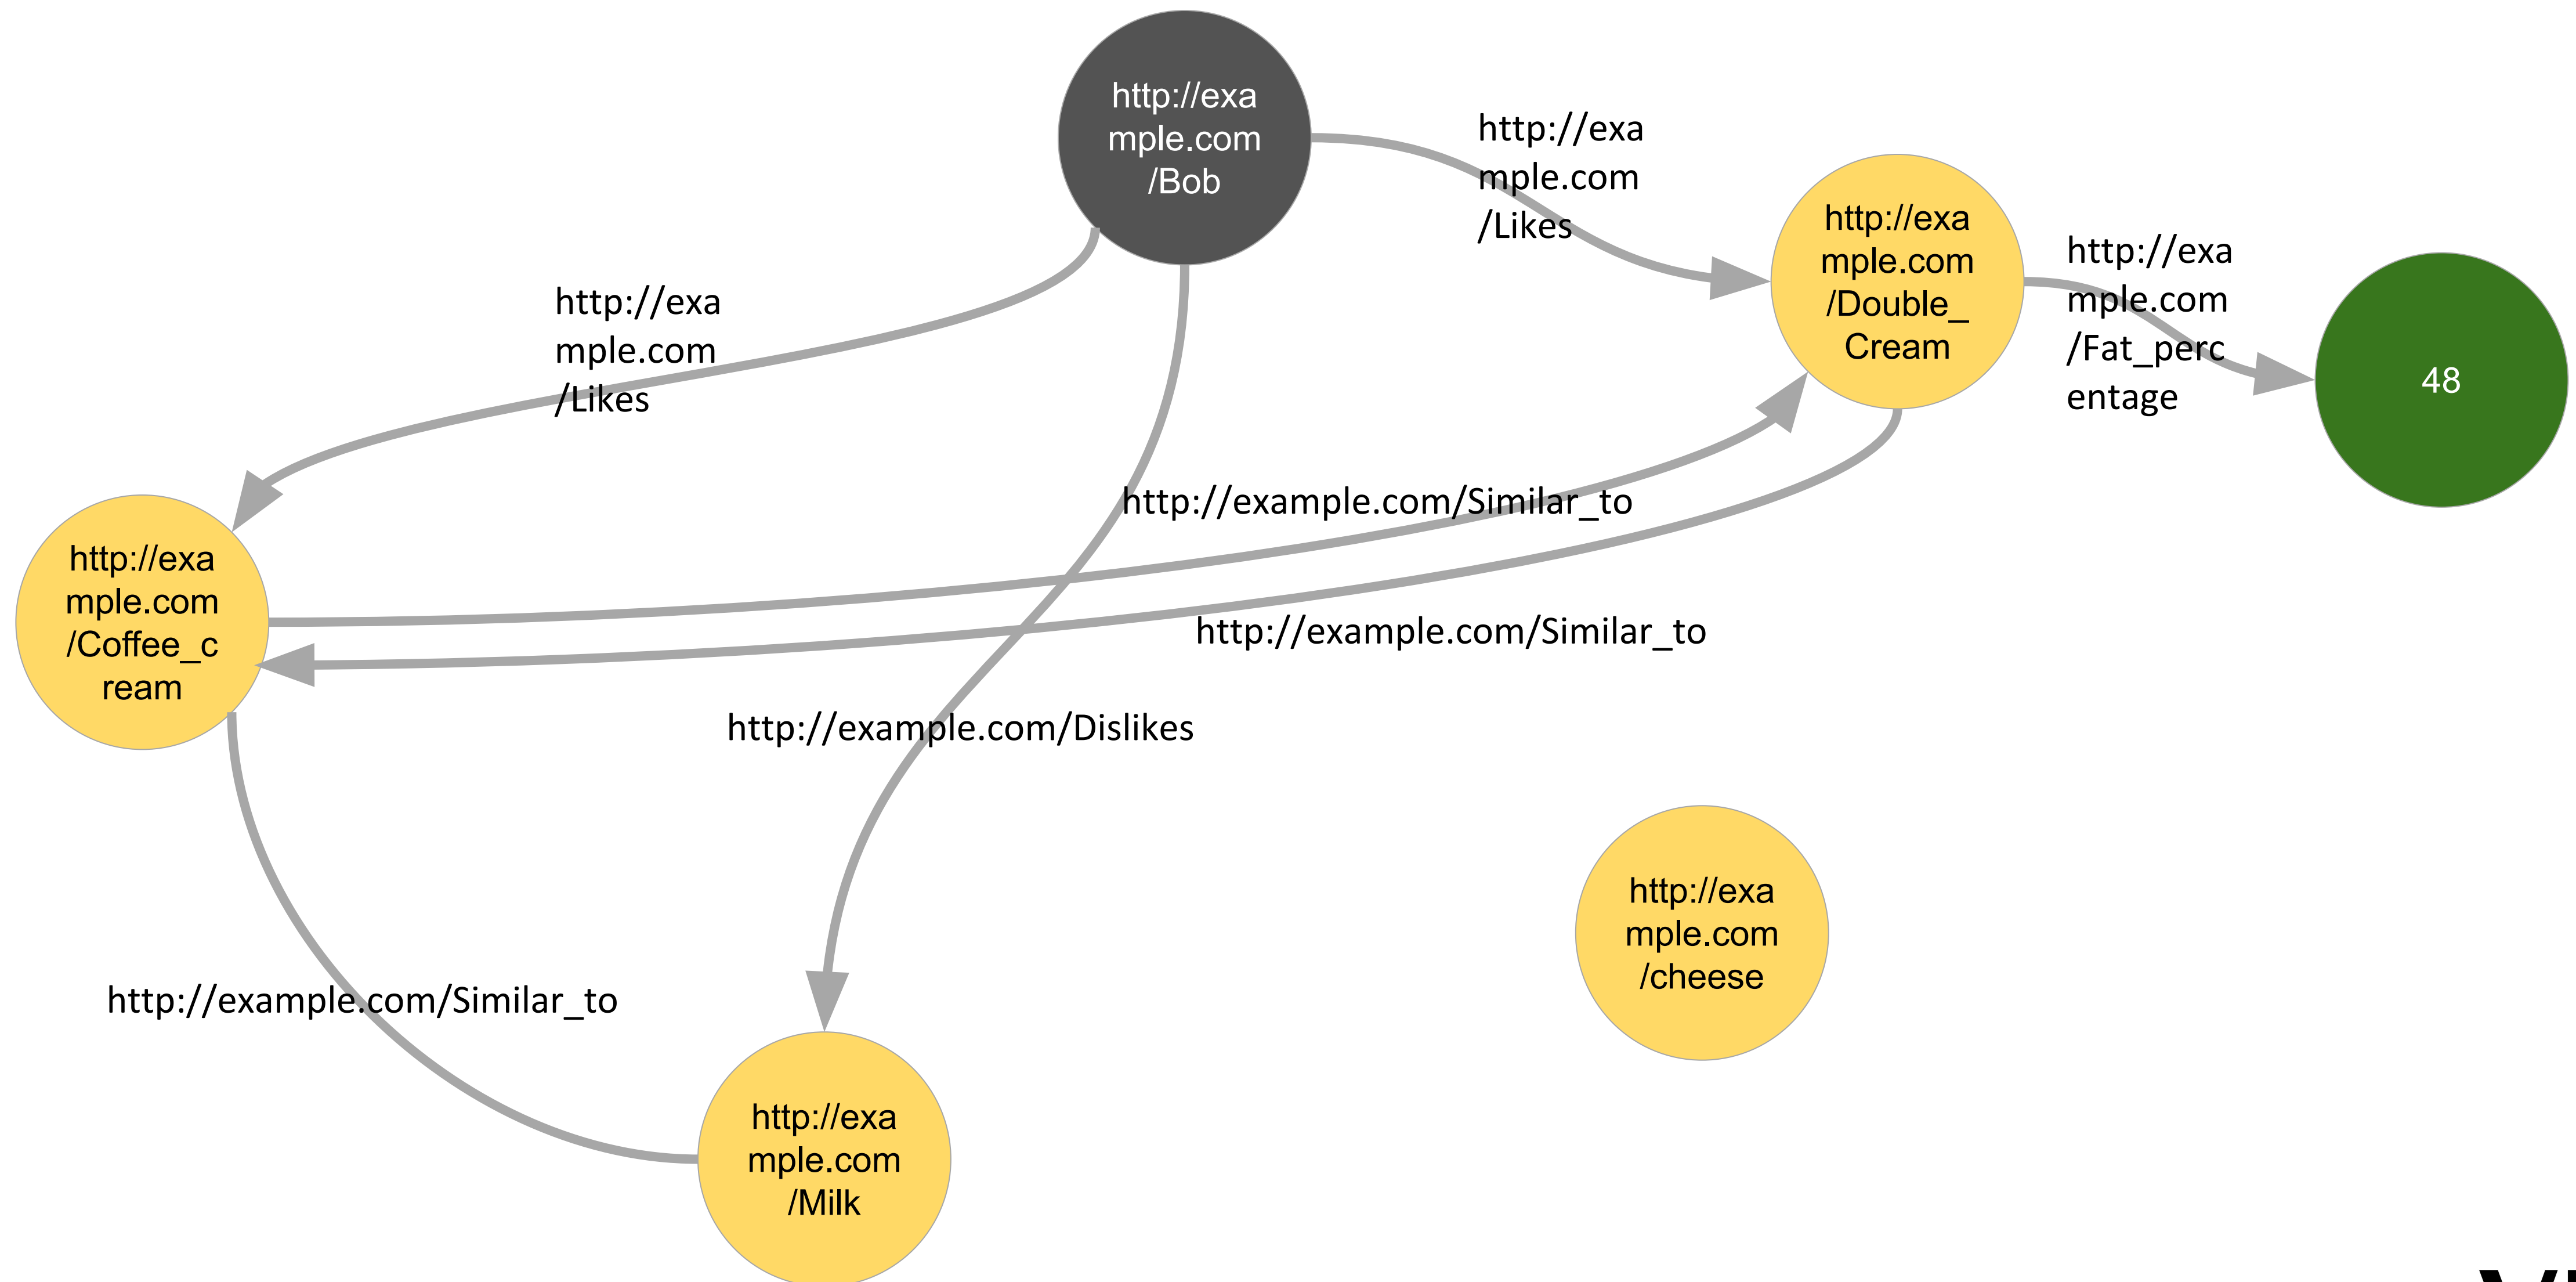 http://exa
mple.com
/Bob
http://exa
mple.com
/Likes
http://exa
mple.com
/Double_
Cream
http://exa
mple.com
/Fat_perc
entage
48
http://exa
mple.com
/Likes
http://example.com/Similar_to
http://exa
mple.com
/Coffee_c
ream
http://example.com/Similar_to
http://example.com/Dislikes
http://exa
mple.com
/cheese
http://example.com/Similar_to
http://exa
mple.com
/Milk